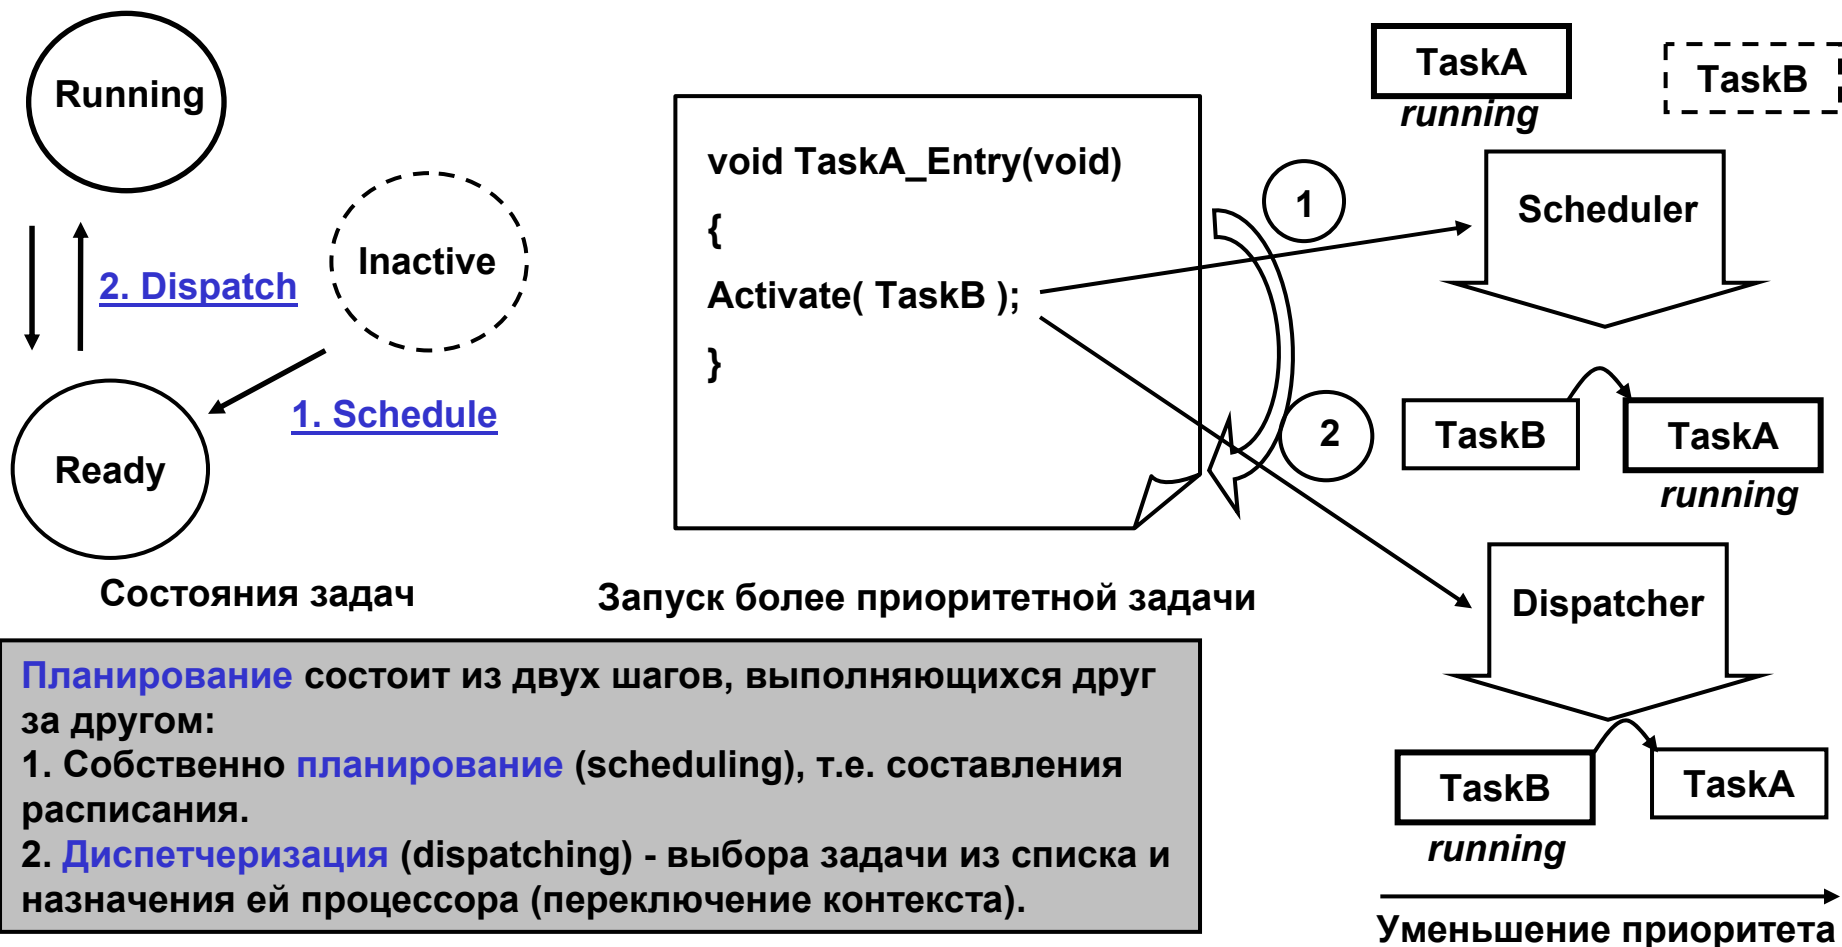 Running
Inactive
2. Dispatch
1. Schedule
Ready
Состояния задач
void TaskA_Entry(void)
{
Activate( TaskB );
}
1
2
Запуск более приоритетной задачи
TaskA
running
TaskB
Scheduler
TaskB
TaskA
running
Dispatcher
TaskB
running
TaskA
Уменьшение приоритета
Планирование состоит из двух шагов, выполняющихся друг
за другом:
1. Собственно планирование (scheduling), т.е. составления
расписания.
2. Диспетчеризация (dispatching) - выбора задачи из списка и
назначения ей процессора (переключение контекста).